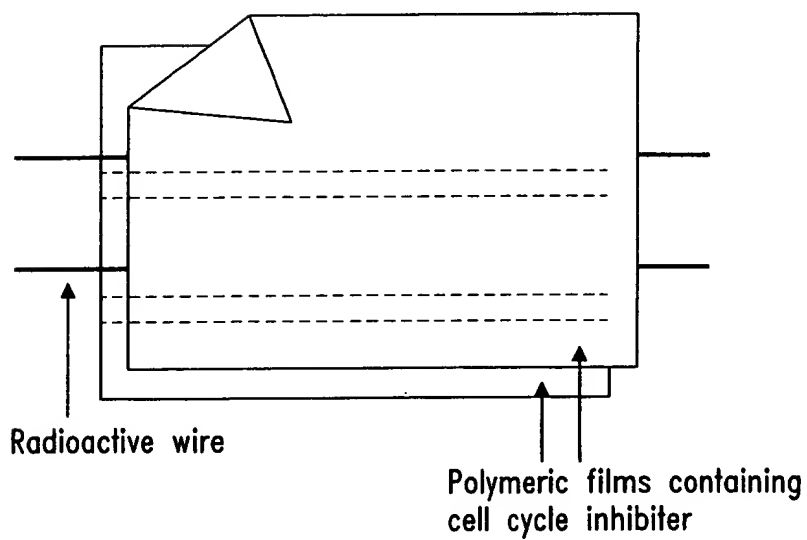 Radioactive wire
Polymeric films containing
cell cycle inhibiter